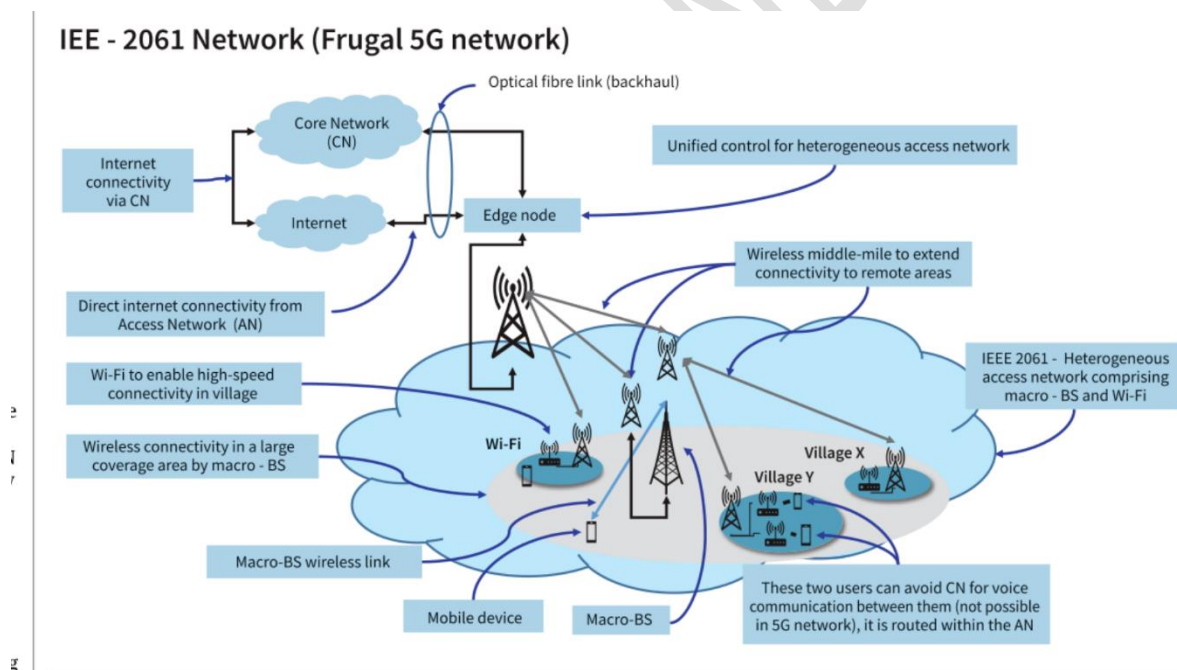 IEE - 2061 Network (Frugal 5G network)
Optical fibre link (backhaul)
Core Network
(CN)
Unified control for heterogeneous access network
Internet
connectivity
via CN
Internet
Edge node
Wireless middle-mile to extend
connectivity to remote areas
Direct internet connectivity from
Access Network (AN)
IEEE 2061 - Heterogeneous
access network comprising
macro - BS and Wi-Fi
Wi-Fi to enable high-speed
connectivity in village
Wi-Fi
Wireless connectivity in a large
coverage area by macro - BS
Village X
Village Y
Macro-BS wireless link
Mobile device
Macro-BS
These two users can avoid CN for voice
communication between them (not possible
in 5G network), it is routed within the AN